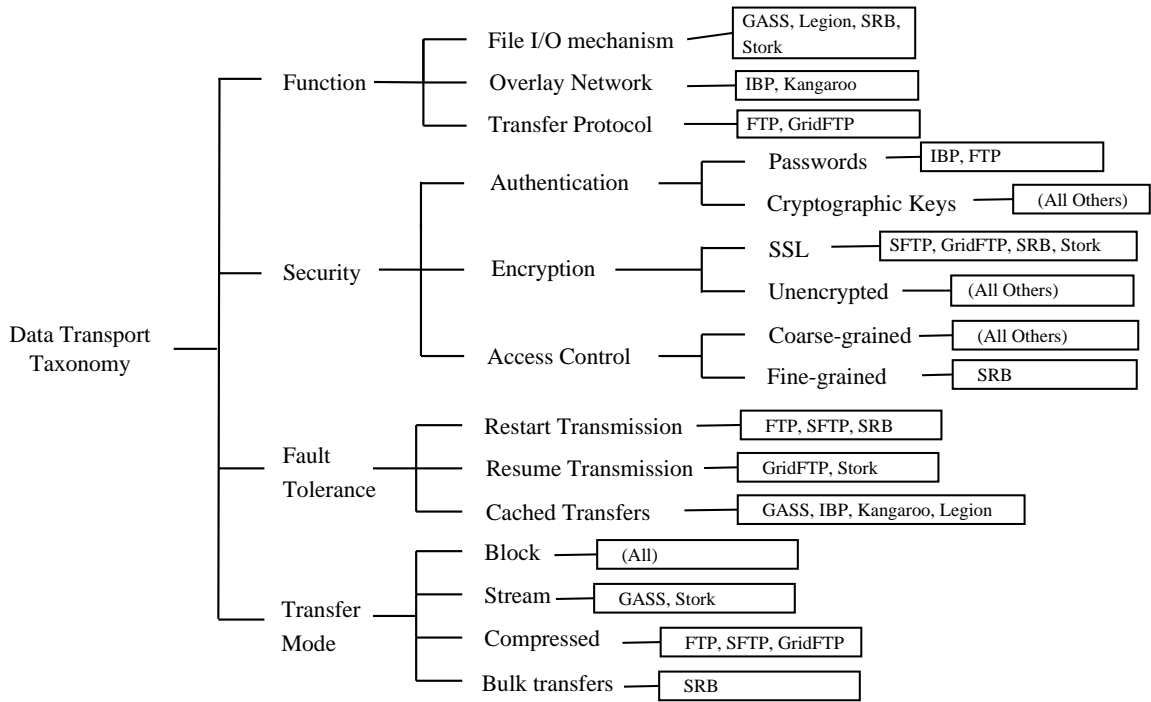 Data Transport
Taxonomy
Function
File I/O mechanism
GASS, Legion, SRB,
Stork
Overlay Network
IBP, Kangaroo
Transfer Protocol
FTP, GridFTP
Security
Authentication
Passwords
IBP, FTP
Cryptographic Keys
(All Others)
Encryption
SSL
SFTP, GridFTP, SRB, Stork
Unencrypted
(All Others)
Access Control
Coarse-grained
(All Others)
Fine-grained
SRB
Fault
Tolerance
Restart Transmission
FTP, SFTP, SRB
Resume Transmission
GridFTP, Stork
Cached Transfers
GASS, IBP, Kangaroo, Legion
Transfer
Mode
Block
(All)
Stream
GASS, Stork
Compressed
FTP, SFTP, GridFTP
Bulk transfers
SRB